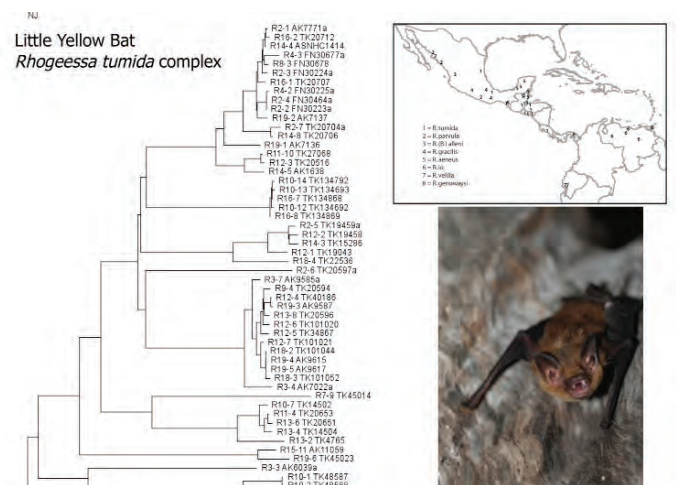 NJ
Little Yellow Bat
Rhogeessa tumida complex
R2-1 AK7771a
R16-2 TK20712
14-4 ASNHC1414
R4-3 FN30677a
R8-3 FN30678
R2-3 FN30224a
R16-1 TK20707
R4-2 FN30225a
R2-4 FN30464a
R2-2 FN30223a
R19-2 AK7137
R2-7 TK20704a
R14-8 TK20706
R19-1 AK7136
R11-10 TK27068
R12-3 TK20516
R14-5 AK1638
R10-14 TK134792
R10-13 TK134693
R16-7 TK134868
R10-12 TK134692
R16-8 TK134869
R2-5 TK19459a
R12-2 TK19458
R14-3 TK15286
R12-1 TK19043
R18-4 TK22536
R2-6 TK20597a
R3-7 AK9585a
R9-4 TK20594
R12-4 TK40186
R19-3 AK9587
R13-8 TK20596
R12-6 TK101020
R12-5 TK34867
R12-7 TK101021
R18-2 TK101044
R19-4 AK9615
R19-5 AK9617
R18-3 TK101052
R3-4 AK7022a
R7-9 TK45014
R10-7 TK14502
R11-4 TK20653
R13-6 TK20651
R13-4 TK14504
R13-2 TK4765
R15-11 AK11059
R19-6 TK45023
R3-3 AK6039a
R10-1 TK48587
1 = R.tumida
2 = R.parvula
3 = R.(B) alleni
4 = R.gracilis
5 = R.aeneus
6 = R.io
7 = R.velilla
8 = R.genowaysi